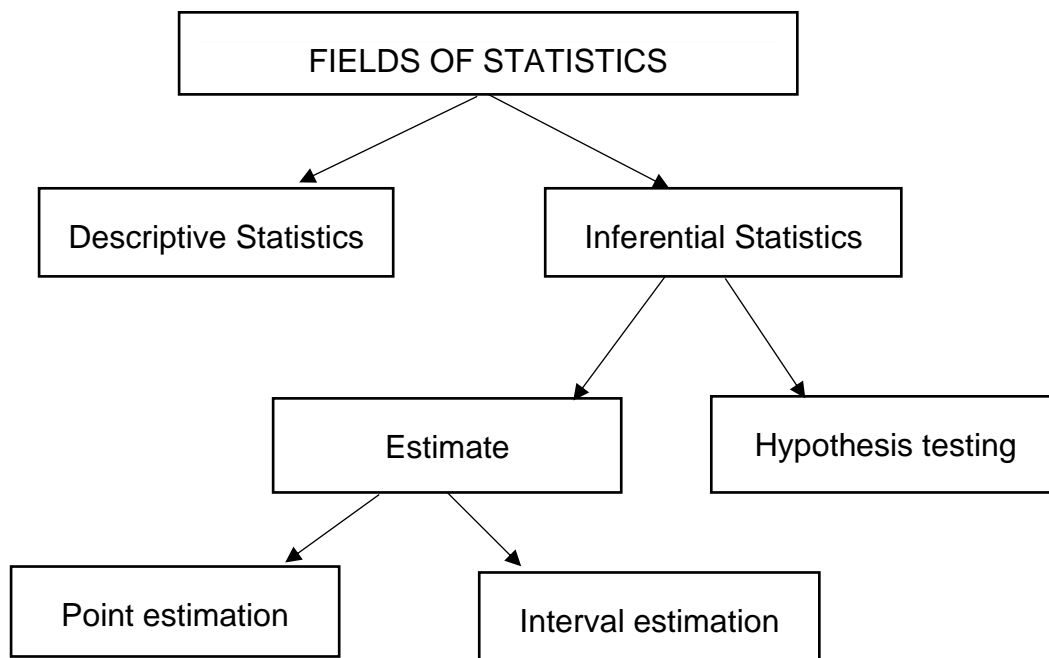 FIELDS OF STATISTICS
Descriptive Statistics
Inferential Statistics
Estimate
Hypothesis testing
Point estimation
Interval estimation